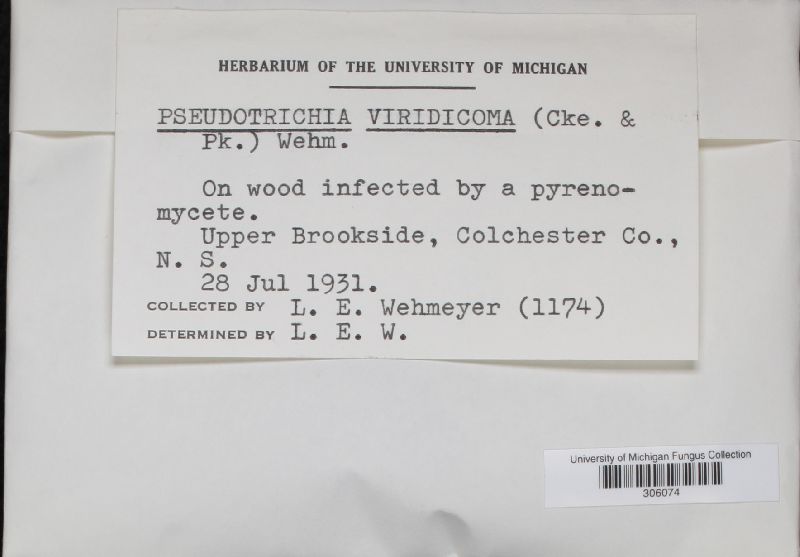 HERBARIUM OF THE UNIVERSITY OF MICHIGAN
PSEUDOTRICHIA VIRIDICOMA (Cke. &
Pk.) Wehm.
On wood infected by a pyreno-
mycete.
Upper Brookside, Colchester Co.,
N. S.
28 Jul 1931.
COLLECTED BY L. E. Wehmeyer (1174)
DETERMINED BY L. E. W.
University of Michigan Fungus Collection
306074